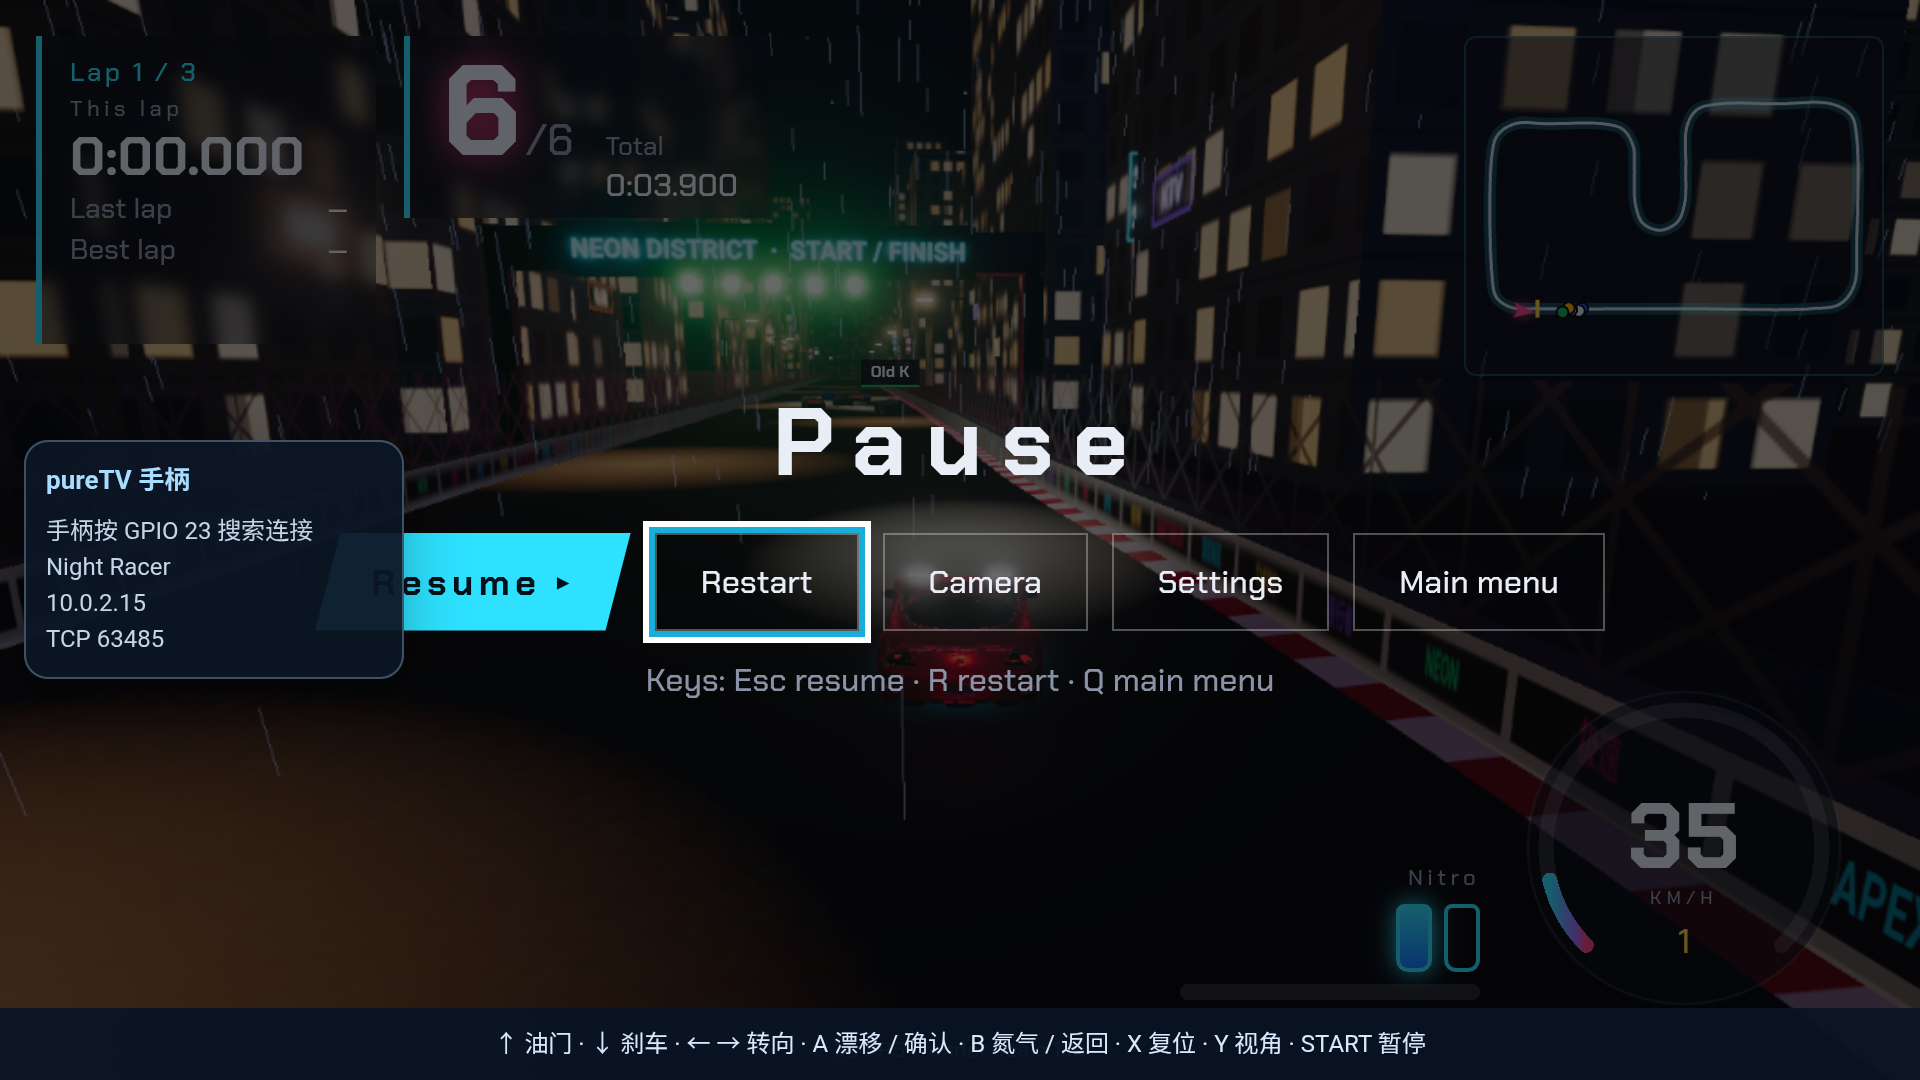 Lap 1 / 3
This lap
0:00.000
Last lap —
Best lap —
6/6
Total
0:03.900
NEON DISTRICT · START / FINISH
Old K
Pause
pureTV 手柄
手柄按 GPIO 23 搜索连接
Night Racer
10.0.2.15
TCP 63485
Resume ▸
Restart
Camera
Settings
Main menu
Keys: Esc resume · R restart · Q main menu
NEON
35
KM/H
1
Nitro
APEX
↑ 油门 · ↓ 刹车 · ← → 转向 · A 漂移 / 确认 · B 氮气 / 返回 · X 复位 · Y 视角 · START 暂停